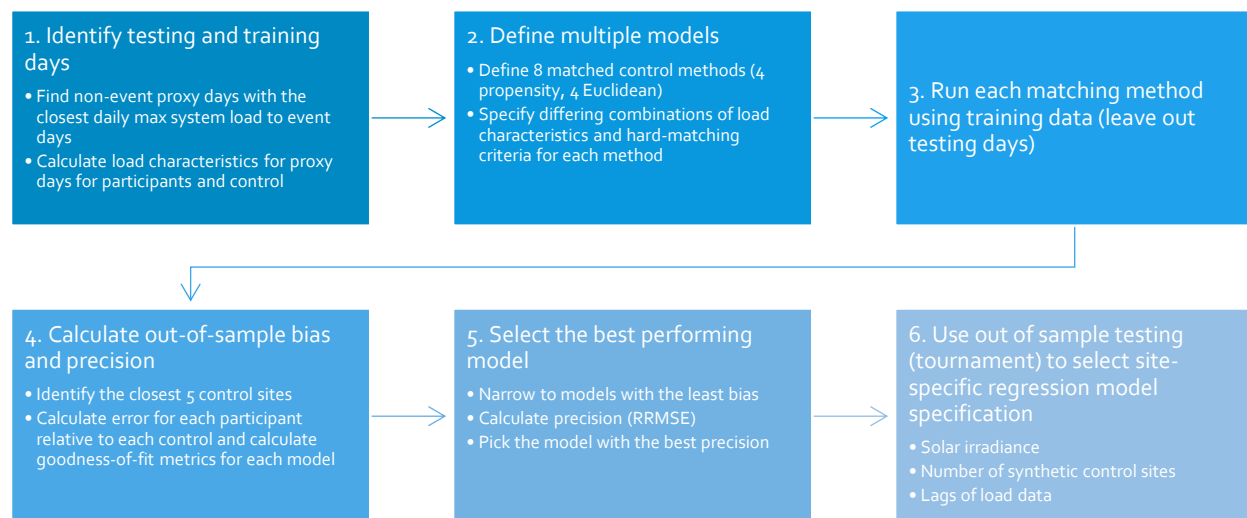 1. Identify testing and training
days
• Find non-event proxy days with the
closest daily max system load to event
days
• Calculate load characteristics for proxy
days for participants and control
2. Define multiple models
• Define 8 matched control methods (4
propensity, 4 Euclidean)
• Specify differing combinations of load
characteristics and hard-matching
criteria for each method
3. Run each matching method
using training data (leave out
testing days)
4. Calculate out-of-sample bias
and precision
• Identify the closest 5 control sites
• Calculate error for each participant
relative to each control and calculate
goodness-of-fit metrics for each model
5. Select the best performing
model
• Narrow to models with the least bias
• Calculate precision (RRMSE)
• Pick the model with the best precision
6. Use out of sample testing
(tournament) to select site-
specific regression model
specification
• Solar irradiance
• Number of synthetic control sites
• Lags of load data